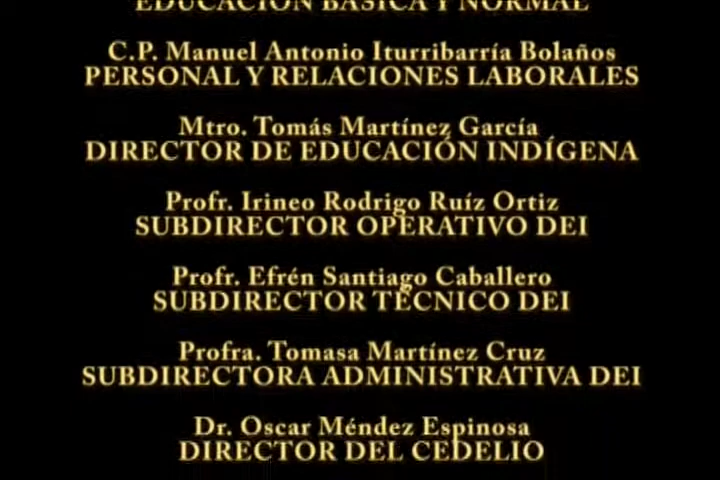 EDUCACIÓN BÁSICA Y NORMAL
C.P. Manuel Antonio Iturribarría Bolaños
PERSONAL Y RELACIONES LABORALES
Mtro. Tomás Martínez García
DIRECTOR DE EDUCACIÓN INDÍGENA
Profr. Irineo Rodrigo Ruíz Ortiz
SUBDIRECTOR OPERATIVO DEI
Profr. Efrén Santiago Caballero
SUBDIRECTOR TÉCNICO DEI
Profra. Tomasa Martínez Cruz
SUBDIRECTORA ADMINISTRATIVA DEI
Dr. Oscar Méndez Espinosa
DIRECTOR DEL CEDELIO